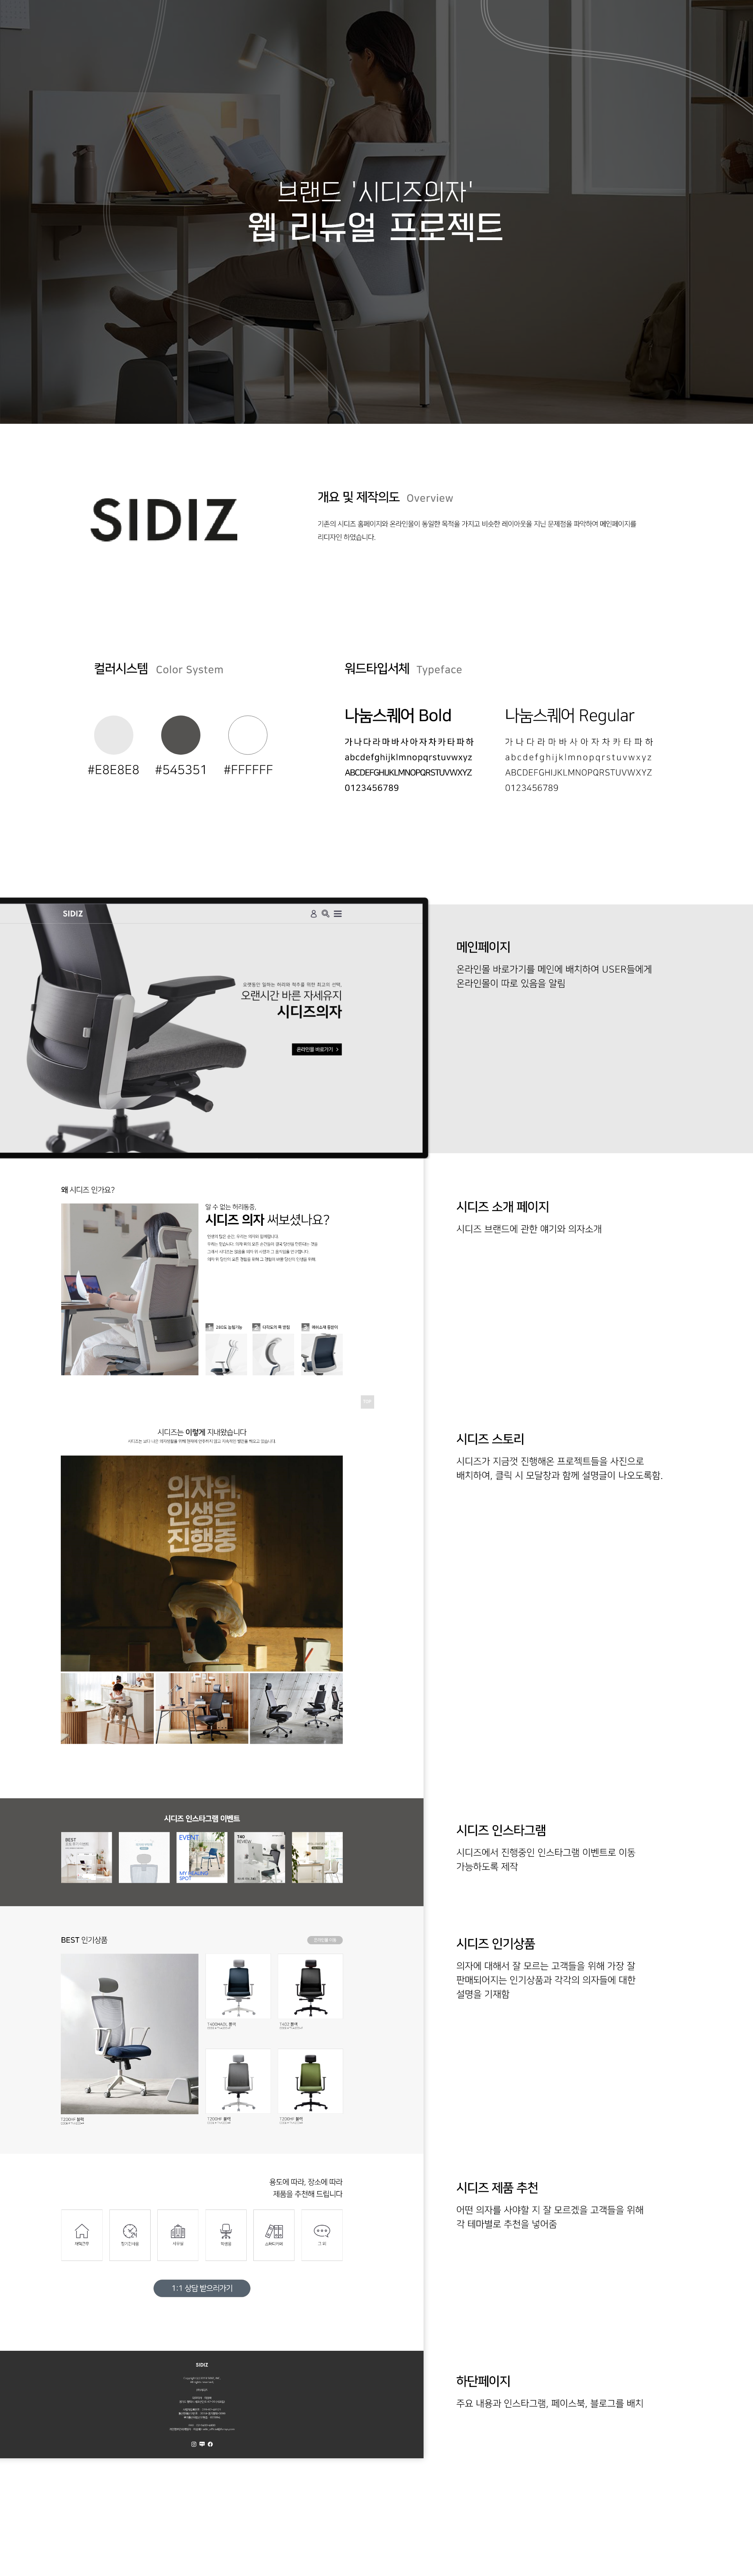 브랜드 '시디즈의자'
웹 리뉴얼 프로젝트
SIDIZ
개요 및 제작의도 Overview
기존의 시디즈 홈페이지와 온라인몰이 동일한 목적을 가지고 비슷한 레이아웃을 지닌 문제점을 파악하여 메인페이지를
리디자인 하였습니다.
컬러시스템 Color System
#E8E8E8 #545351 #FFFFFF
워드타입서체 Typeface
나눔스퀘어 Bold
가나다라마바사아자차카타파하
abcdefghijklmnopqrstuvwxyz
ABCDEFGHIJKLMNOPQRSTUVWXYZ
0123456789
나눔스퀘어 Regular
가나다라마바사아자차카타파하
abcdefghijklmnopqrstuvwxyz
ABCDEFGHIJKLMNOPQRSTUVWXYZ
0123456789
SIDIZ
오랫동안 일하는 허리와 척추를 위한 최고의 선택,
오랜시간 바른 자세유지
시디즈의자
온라인몰 바로가기 >
메인페이지
온라인몰 바로가기를 메인에 배치하여 USER들에게
온라인몰이 따로 있음을 알림
왜 시디즈 인가요?
알 수 없는 허리통증,
시디즈 의자 써보셨나요?
시디즈 소개 페이지
시디즈 브랜드에 관한 얘기와 의자소개
시디즈는 이렇게 지내왔습니다
의자위,
인생은
진행중
시디즈 스토리
시디즈가 지금껏 진행해온 프로젝트들을 사진으로
배치하여, 클릭 시 모달창과 함께 설명글이 나오도록함.
시디즈 인스타그램 이벤트
BEST
EVENT
MY HEALING
SPOT
T40
REVIEW
시디즈 인스타그램
시디즈에서 진행중인 인스타그램 이벤트로 이동
가능하도록 제작
BEST 인기상품
시디즈 인기상품
의자에 대해서 잘 모르는 고객들을 위해 가장 잘
판매되어지는 인기상품과 각각의 의자들에 대한
설명을 기재함
용도에 따라, 장소에 따라
제품을 추천해 드립니다
1:1 상담 받으러가기
시디즈 제품 추천
어떤 의자를 사야할 지 잘 모르겠을 고객들을 위해
각 테마별로 추천을 넣어줌
SIDIZ
하단페이지
주요 내용과 인스타그램, 페이스북, 블로그를 배치